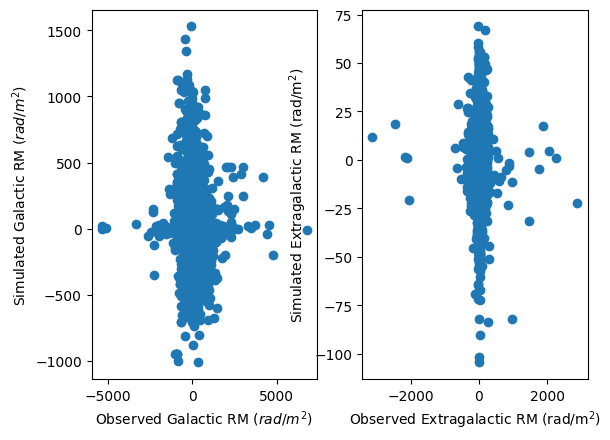 1500
1000
500
0
−500
−1000
−5000 0 5000
Simulated Galactic RM (rad/m²)
Observed Galactic RM (rad/m²)
75
50
25
0
−25
−50
−75
−100
−2000 0 2000
Simulated Extragalactic RM (rad/m²)
Observed Extragalactic RM (rad/m²)